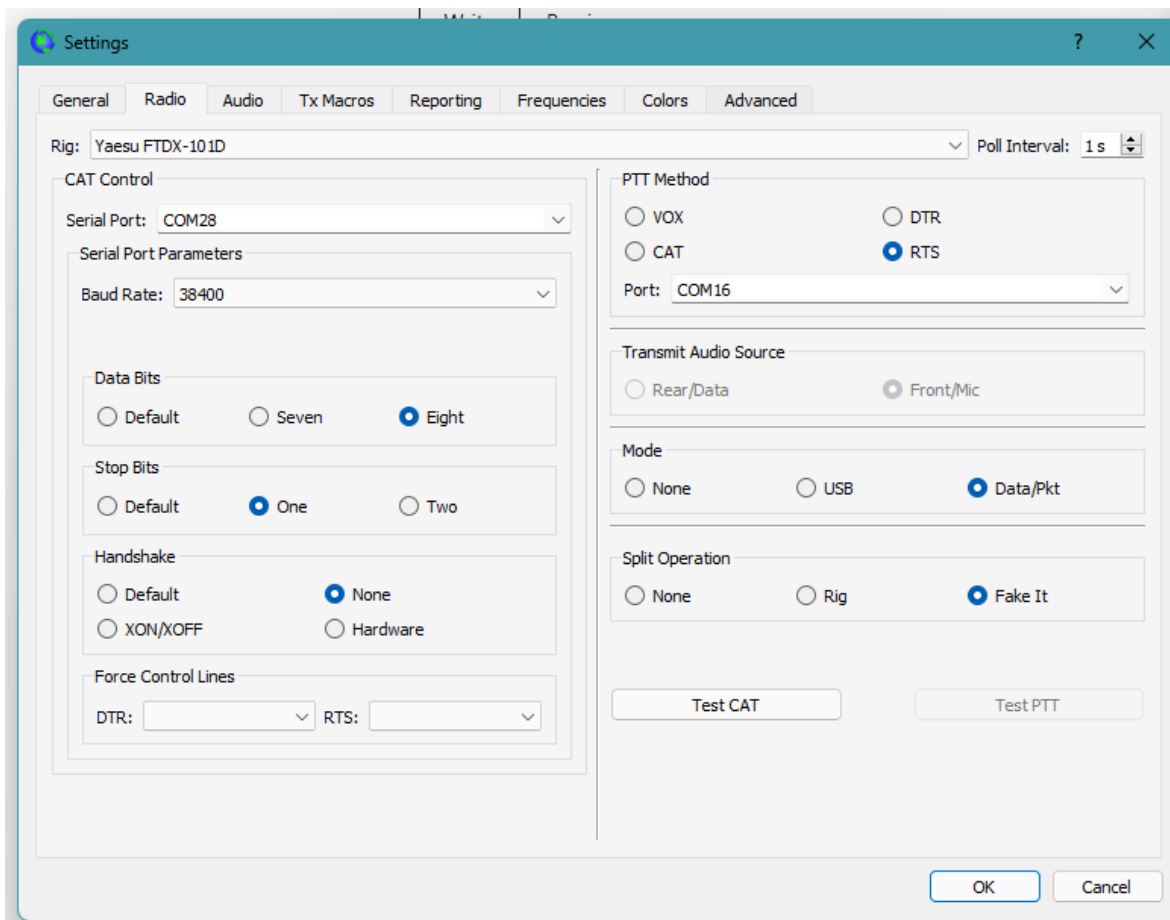 Settings ?
General Radio Audio Tx Macros Reporting Frequencies Colors Advanced
Rig: Yaesu FTDX-101D Poll Interval: 1 s
CAT Control
Serial Port: COM28
Serial Port Parameters
Baud Rate: 38400
Data Bits
Default Seven Eight
Stop Bits
Default One Two
Handshake
Default None
XON/XOFF Hardware
Force Control Lines
DTR: RTS:
PTT Method
VOX DTR
CAT RTS
Port: COM16
Transmit Audio Source
Rear/Data Front/Mic
Mode
None USB Data/Pkt
Split Operation
None Rig Fake It
Test CAT Test PTT
OK Cancel